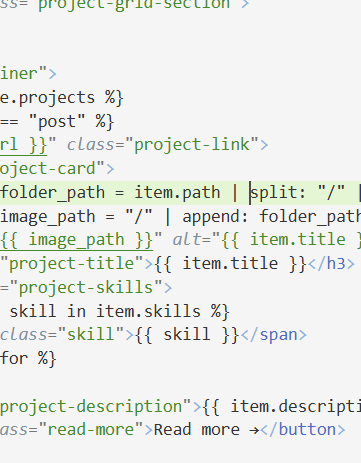 ss="project-grid-section">
iner">
e.projects %}
== "post" %}
rl }}" class="project-link">
oject-card">
folder_path = item.path | split: "/" |
image_path = "/" | append: folder_path
{{ image_path }}" alt="{{ item.title }
"project-title">{{ item.title }}</h3>
="project-skills">
skill in item.skills %}
class="skill">{{ skill }}</span>
for %}
project-description">{{ item.descripti
ass="read-more">Read more →</button>